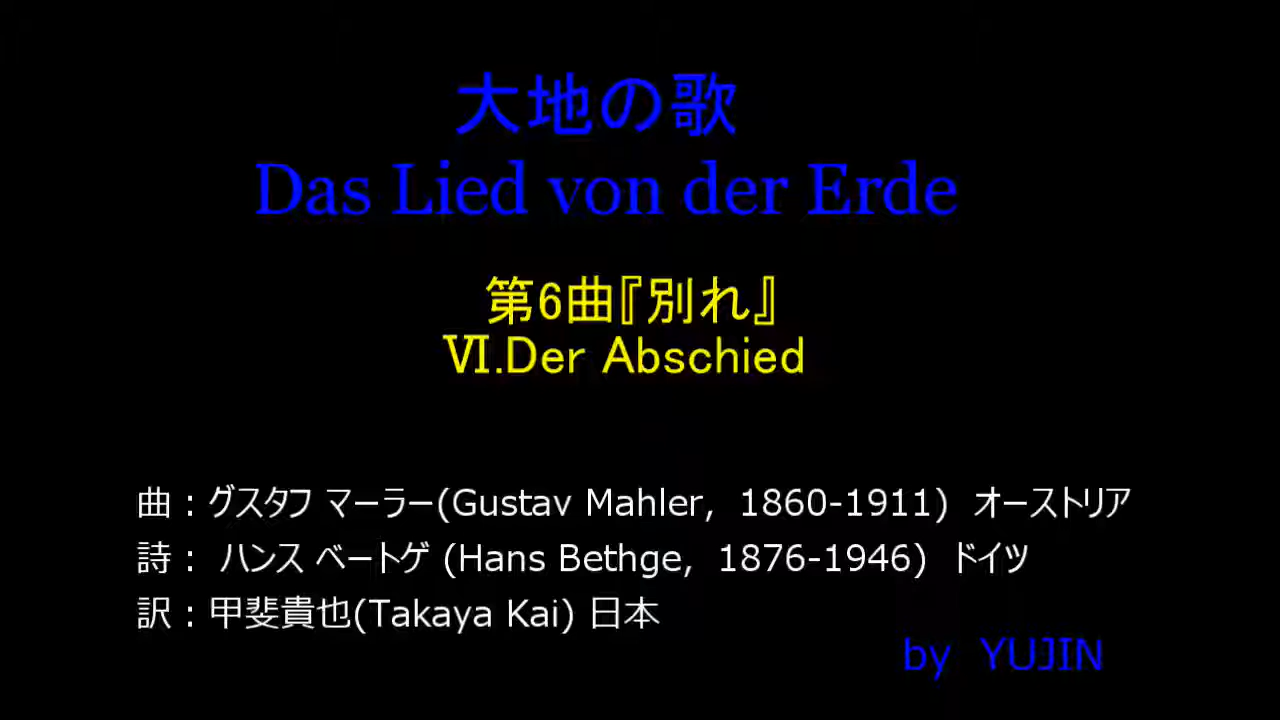 大地の歌
Das Lied von der Erde
第6曲『別れ』
Ⅵ.Der Abschied
曲：グスタフ マーラー(Gustav Mahler, 1860-1911) オーストリア
詩： ハンス ベートゲ (Hans Bethge, 1876-1946) ドイツ
訳：甲斐貴也(Takaya Kai) 日本
by YUJIN